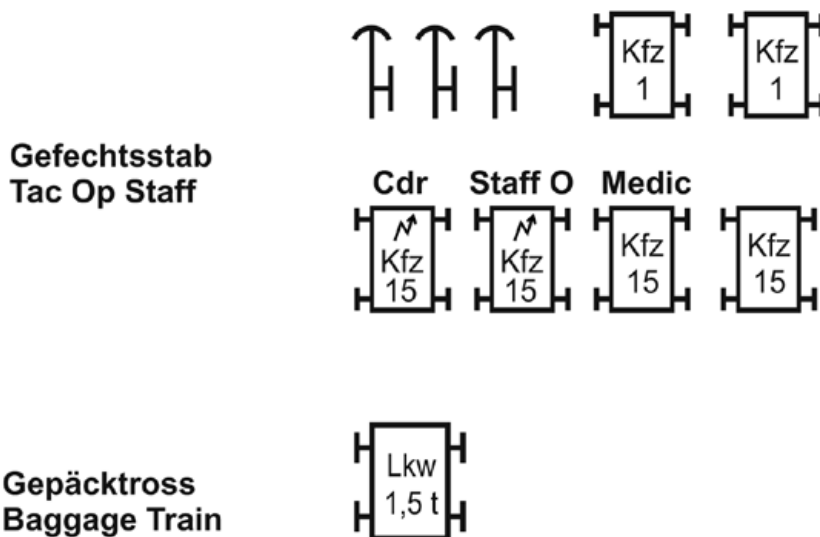 Kfz
1
Kfz
1
Gefechtsstab
Tac Op Staff
Cdr Staff O Medic
Kfz
15
Kfz
15
Kfz
15
Kfz
15
Gepäcktross
Baggage Train
Lkw
1,5 t